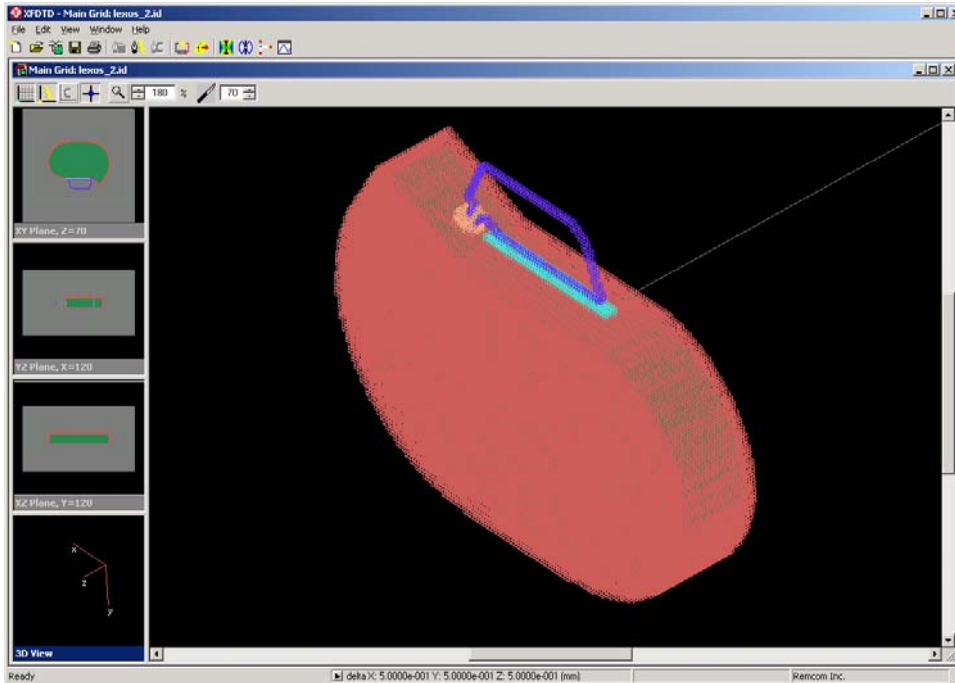 XFDTD - Main Grid: lexos_2.id
File Edit View Window Help
Main Grid: lexos_2.id
180 % 70
XY Plane, Z=70
YZ Plane, X=120
XZ Plane, Y=120
x
z
y
3D View
Ready delta X: 5.0000e-001 Y: 5.0000e-001 Z: 5.0000e-001 (mm) Remcom Inc.